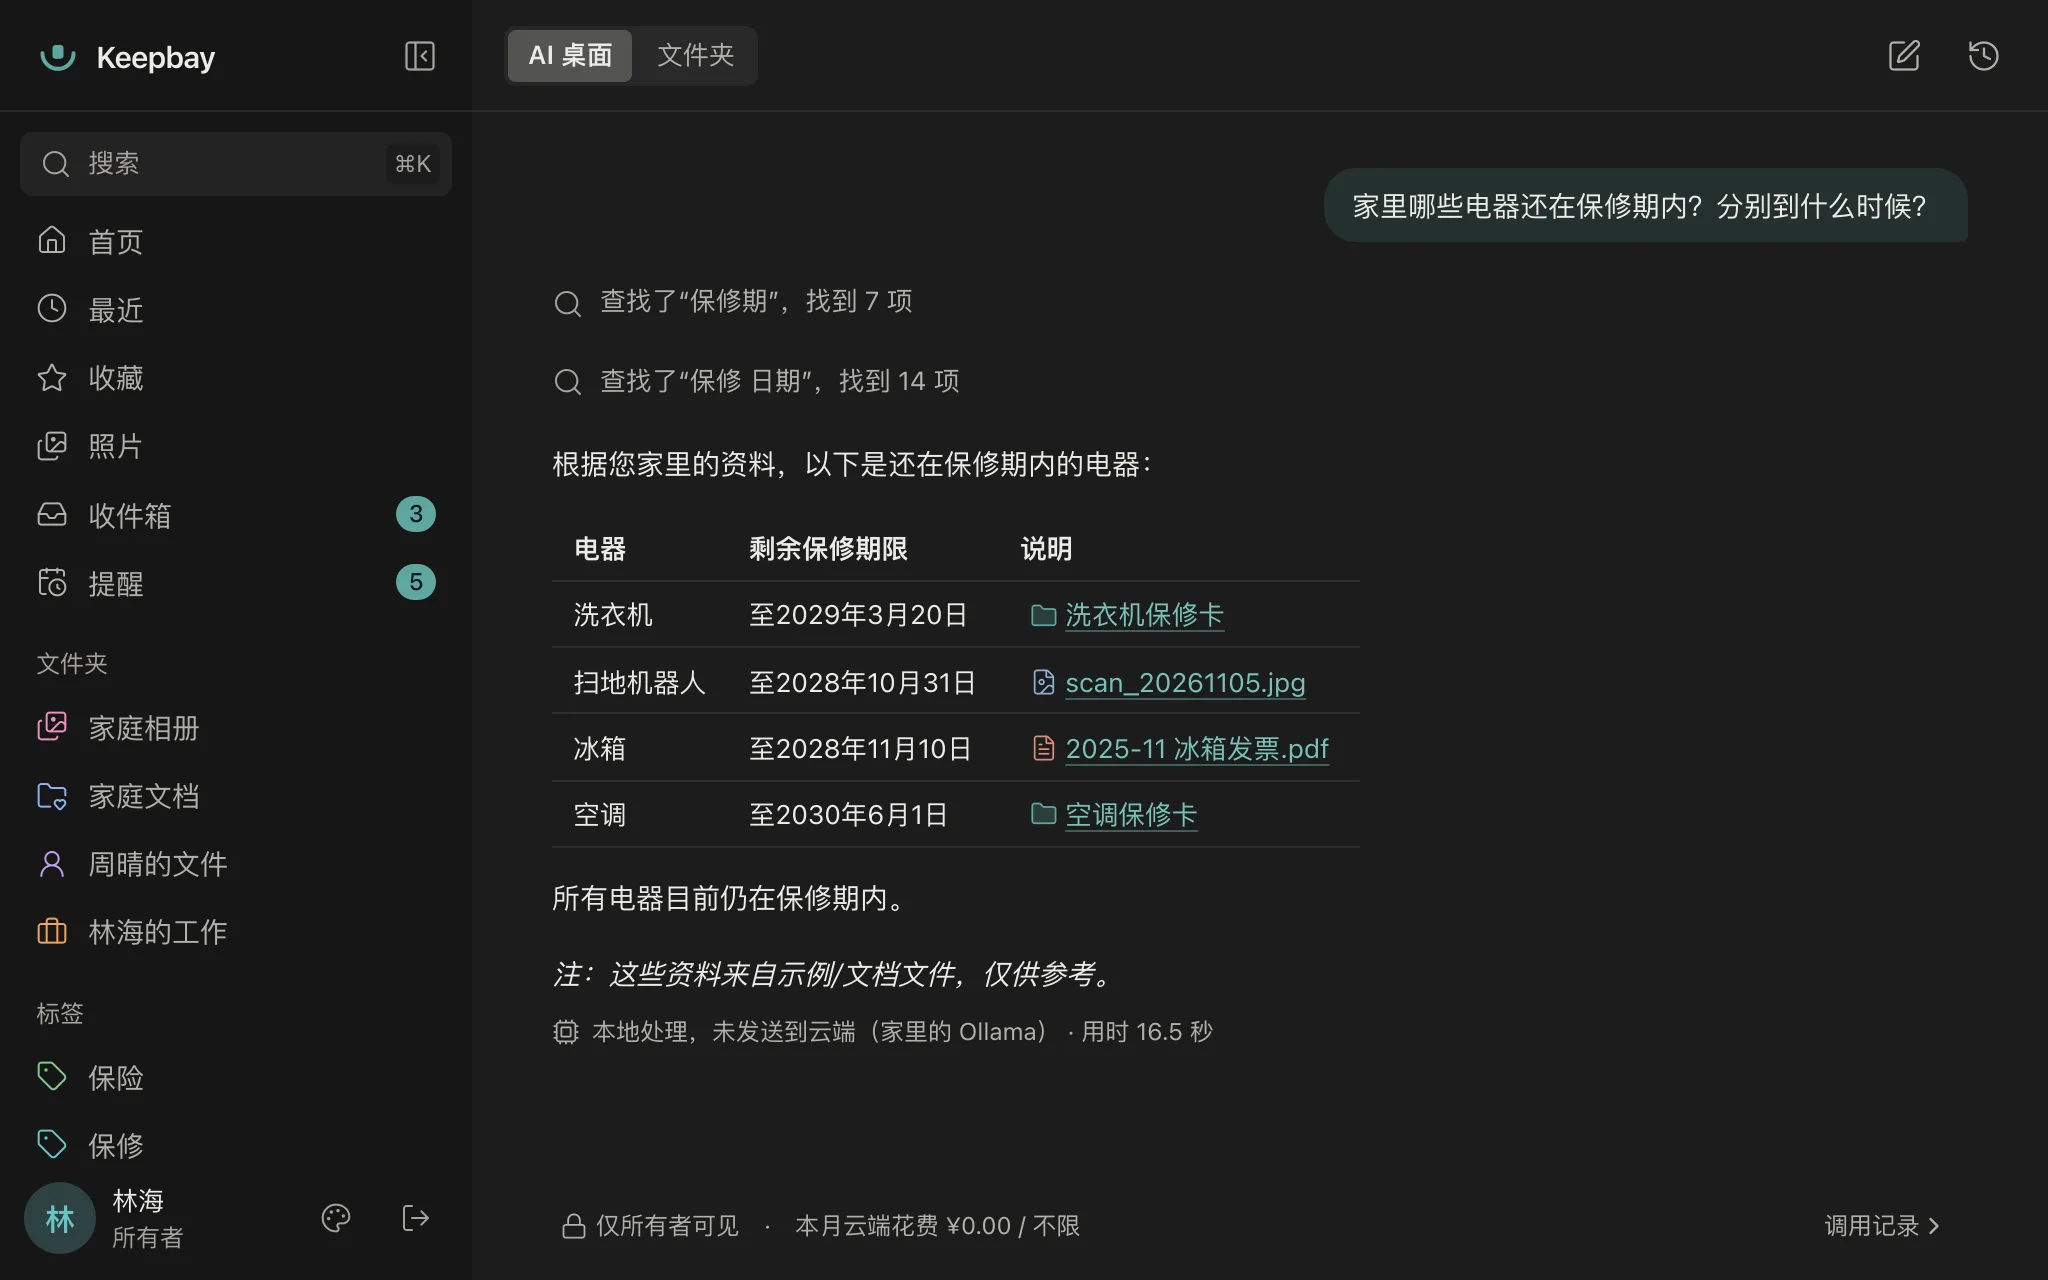 Keepbay
AI 桌面
文件夹
搜索
⌘K
首页
最近
收藏
照片
收件箱
3
提醒
5
文件夹
家庭相册
家庭文档
周晴的文件
林海的工作
标签
保险
保修
林
林海
所有者
家里哪些电器还在保修期内？分别到什么时候？
查找了“保修期”，找到 7 项
查找了“保修 日期”，找到 14 项
根据您家里的资料，以下是还在保修期内的电器：
电器 剩余保修期限 说明
洗衣机 至2029年3月20日 洗衣机保修卡
扫地机器人 至2028年10月31日 scan_20261105.jpg
冰箱 至2028年11月10日 2025-11 冰箱发票.pdf
空调 至2030年6月1日 空调保修卡
所有电器目前仍在保修期内。
注：这些资料来自示例/文档文件，仅供参考。
本地处理，未发送到云端（家里的 Ollama） · 用时 16.5 秒
仅所有者可见 · 本月云端花费 ¥0.00 / 不限
调用记录